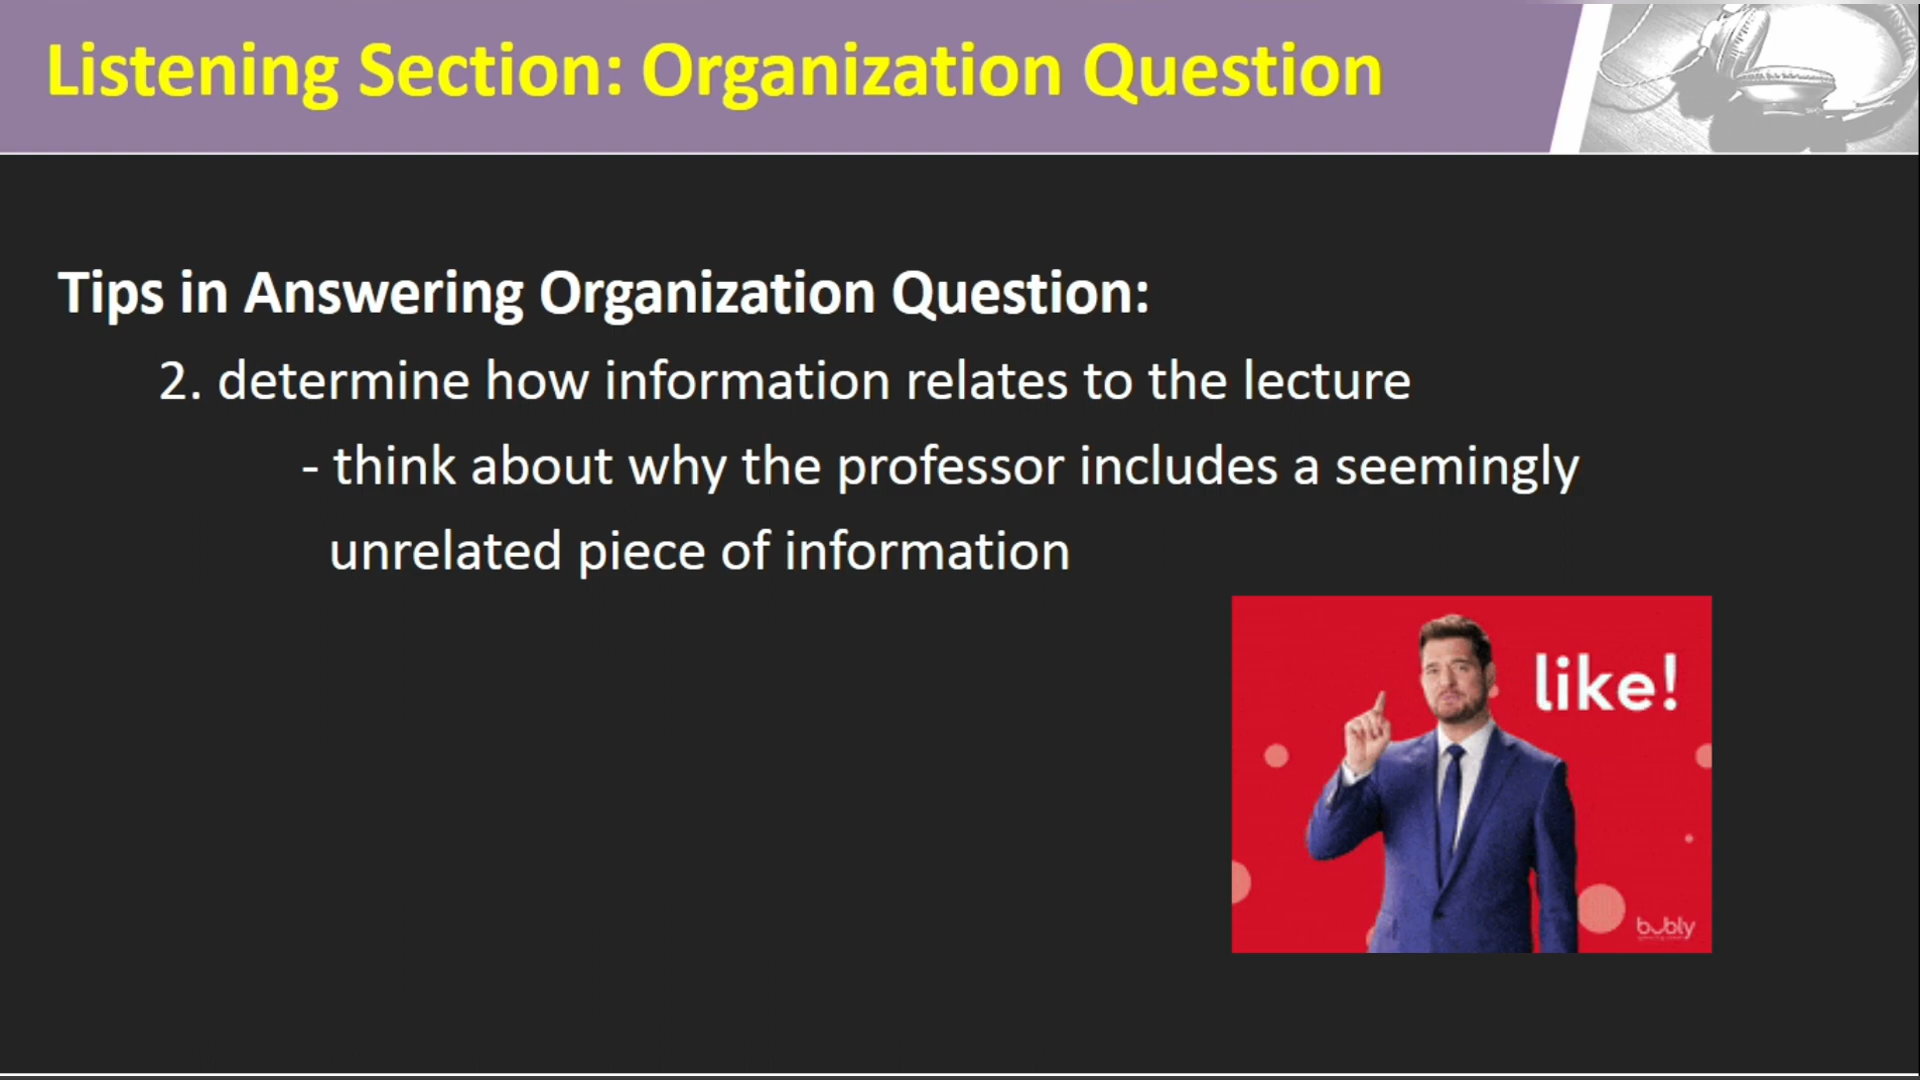 Listening Section: Organization Question
Tips in Answering Organization Question:
2. determine how information relates to the lecture
- think about why the professor includes a seemingly
unrelated piece of information
like!
bubly